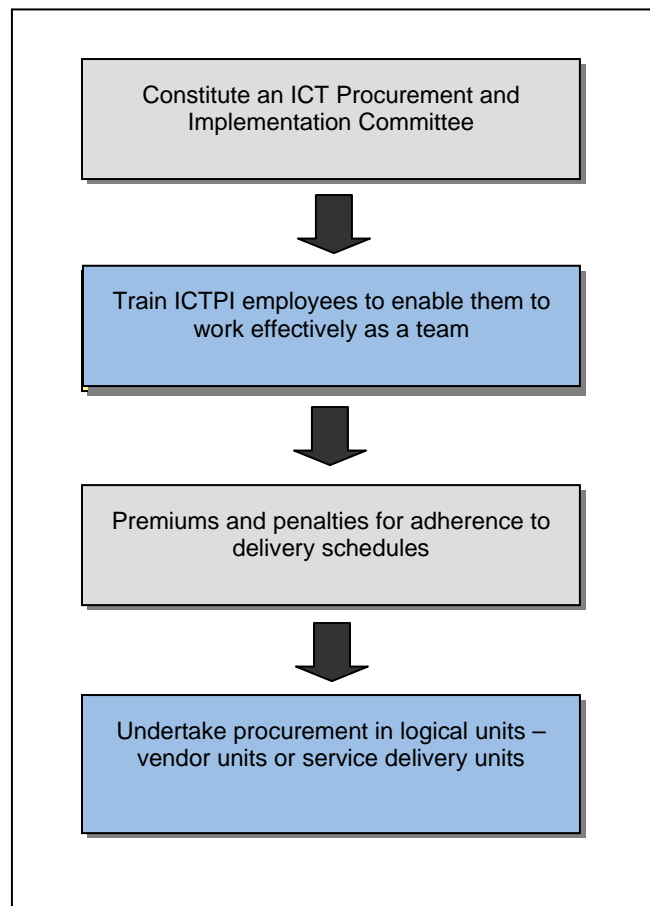 Constitute an ICT Procurement and
Implementation Committee
Train ICTPI employees to enable them to
work effectively as a team
Premiums and penalties for adherence to
delivery schedules
Undertake procurement in logical units –
vendor units or service delivery units